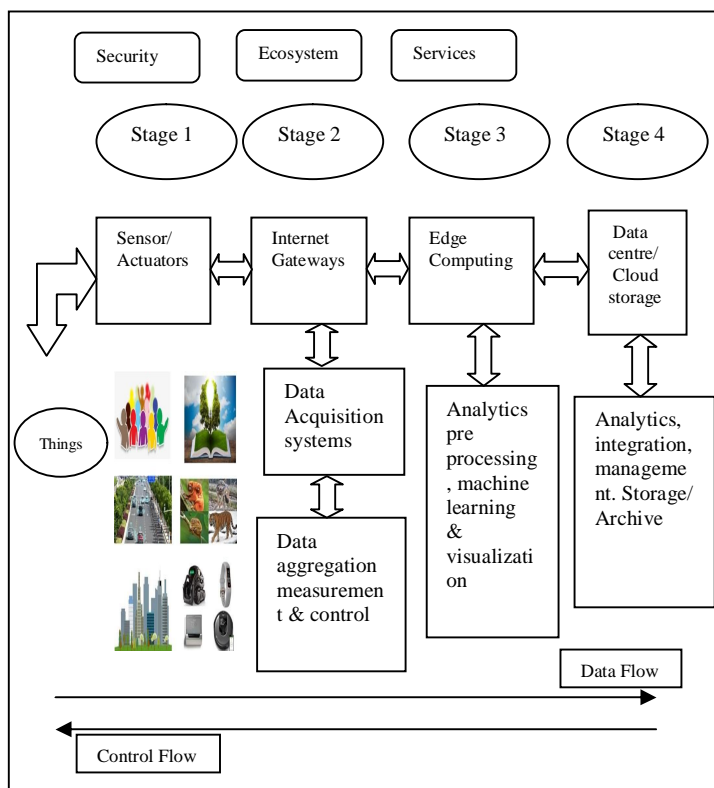 Security
Ecosystem
Services
Stage 1
Stage 2
Stage 3
Stage 4
Sensor/
Actuators
Internet
Gateways
Edge
Computing
Data
centre/
Cloud
storage
Things
Data
Acquisition
systems
Data
aggregation
measuremen
t & control
Analytics
pre
processing
, machine
learning
&
visualizati
on
Analytics,
integration,
manageme
nt. Storage/
Archive
Data Flow
Control Flow